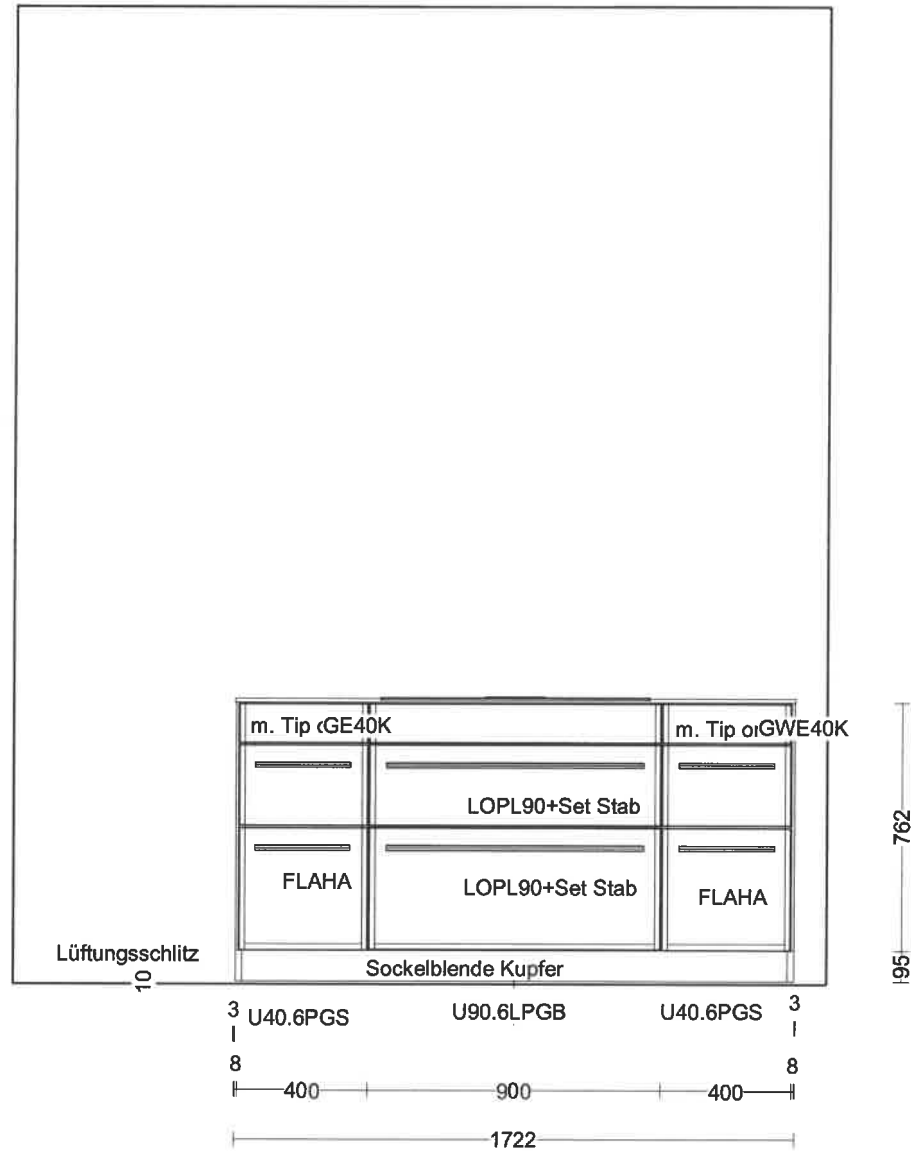 m. Tip (GE40K
m. Tip orGWE40K
LOPL90+Set Stab
762
FLAHA
LOPL90+Set Stab
FLAHA
Lüftungsschlitz
10
Sockelblende Kupfer
95
3
U40.6PGS
U90.6LPGB
U40.6PGS
3
8
8
400
900
400
1722